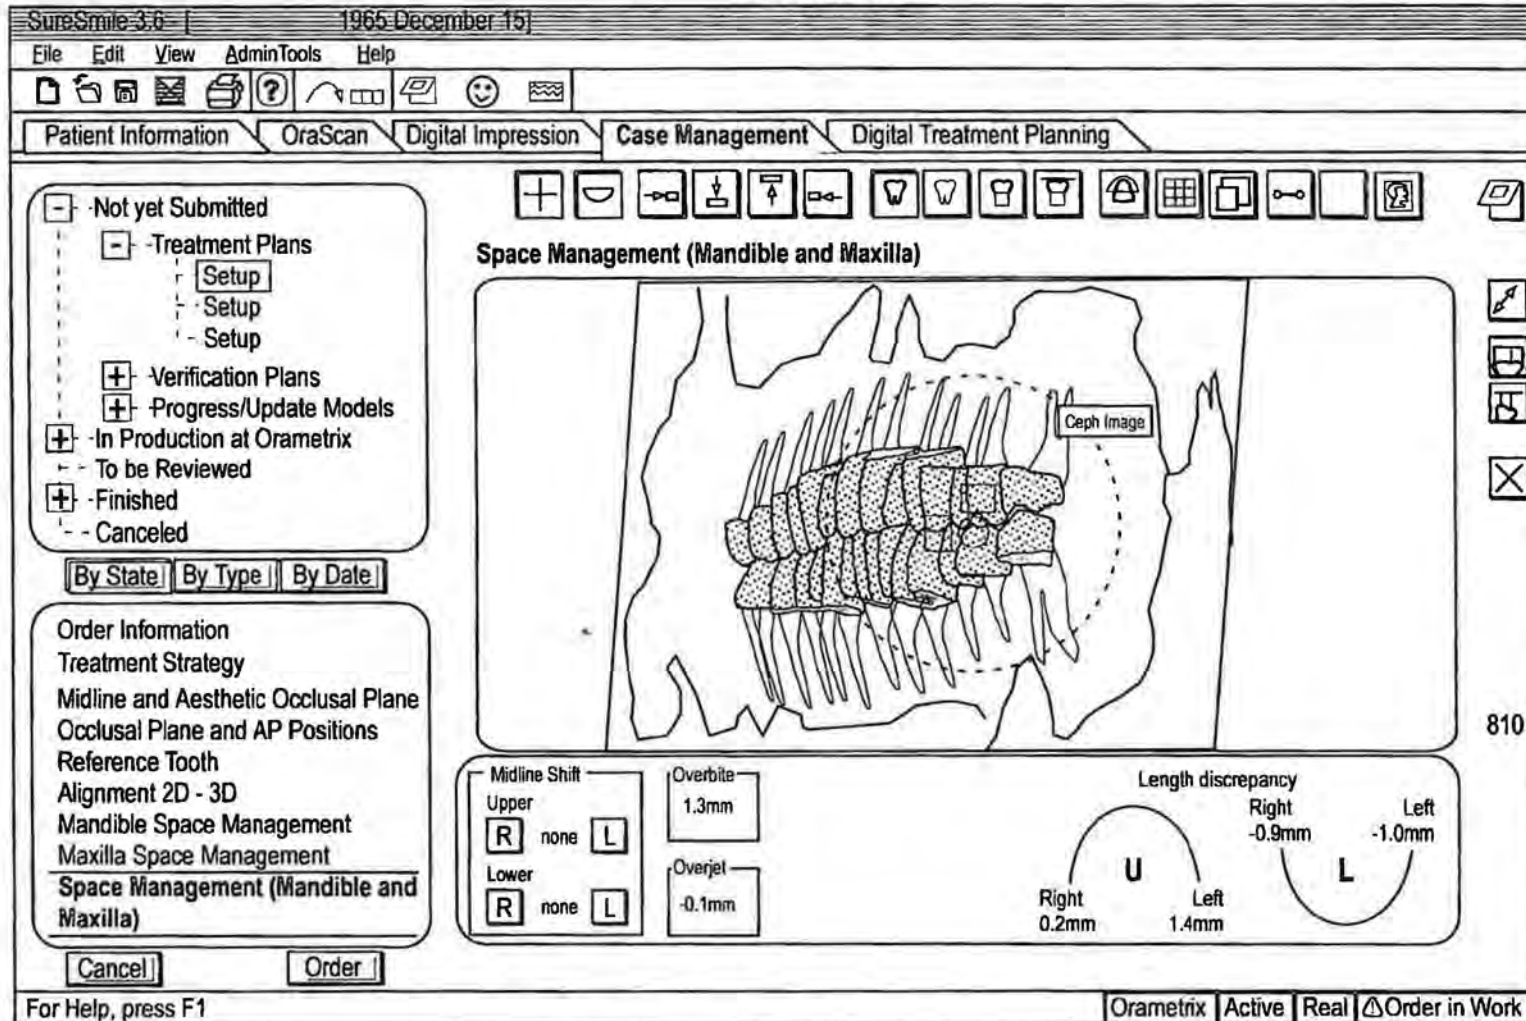 SureSmile 3.6 - [ 1965 December 15]
File Edit View AdminTools Help
Patient Information OraScan Digital Impression Case Management Digital Treatment Planning
- Not yet Submitted
- Treatment Plans
Setup
Setup
Setup
+ Verification Plans
+ Progress/Update Models
+ In Production at Orametrix
To be Reviewed
+ Finished
Canceled
By State By Type By Date
Order Information
Treatment Strategy
Midline and Aesthetic Occlusal Plane
Occlusal Plane and AP Positions
Reference Tooth
Alignment 2D - 3D
Mandible Space Management
Maxilla Space Management
Space Management (Mandible and
Maxilla)
Cancel Order
Space Management (Mandible and Maxilla)
Ceph Image
810
Midline Shift
Upper
R none L
Lower
R none L
Overbite
1.3mm
Overjet
-0.1mm
Length discrepancy
Right Left
-0.9mm -1.0mm
U L
Right Left
0.2mm 1.4mm
For Help, press F1
Orametrix Active Real Order in Work